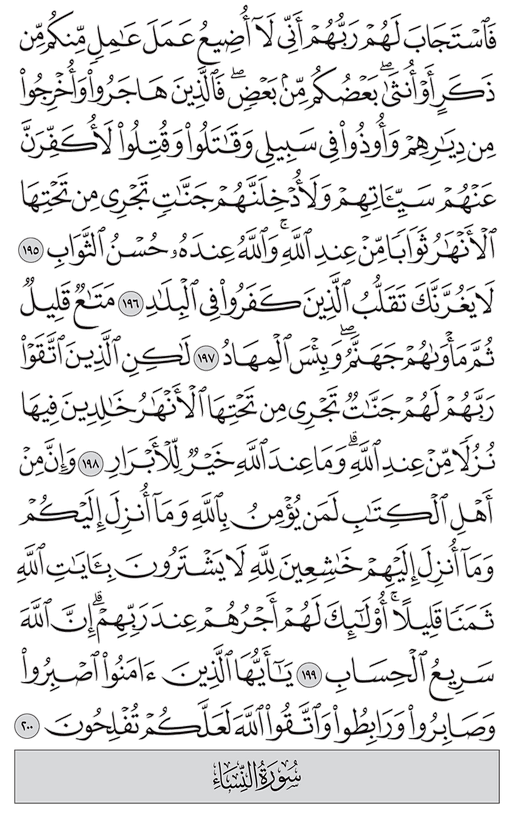 فَٱسْتَجَابَ لَهُمْ رَبُّهُمْ أَنِّي لَآ أُضِيعُ عَمَلَ عَٰمِلٍ مِّنكُم مِّن
ذَكَرٍ أَوْ أُنثَىٰۖ بَعْضُكُم مِّنۢ بَعْضٍۖ فَٱلَّذِينَ هَاجَرُوا۟ وَأُخْرِجُوا۟
مِن دِيَٰرِهِمْ وَأُوذُوا۟ فِي سَبِيلِي وَقَٰتَلُوا۟ وَقُتِلُوا۟ لَأُكَفِّرَنَّ
عَنْهُمْ سَيِّـَٔاتِهِمْ وَلَأُدْخِلَنَّهُمْ جَنَّٰتٍ تَجْرِي مِن تَحْتِهَا
ٱلْأَنْهَٰرُ ثَوَابًا مِّنْ عِندِ ٱللَّهِۚ وَٱللَّهُ عِندَهُۥ حُسْنُ ٱلثَّوَابِ ١٩٥
لَا يَغُرَّنَّكَ تَقَلُّبُ ٱلَّذِينَ كَفَرُوا۟ فِي ٱلْبِلَٰدِ ١٩٦ مَتَٰعٌ قَلِيلٌ
ثُمَّ مَأْوَىٰهُمْ جَهَنَّمُۖ وَبِئْسَ ٱلْمِهَادُ ١٩٧ لَٰكِنِ ٱلَّذِينَ ٱتَّقَوْا۟
رَبَّهُمْ لَهُمْ جَنَّٰتٌ تَجْرِي مِن تَحْتِهَا ٱلْأَنْهَٰرُ خَٰلِدِينَ فِيهَا
نُزُلًا مِّنْ عِندِ ٱللَّهِۗ وَمَا عِندَ ٱللَّهِ خَيْرٌ لِّلْأَبْرَارِ ١٩٨ وَإِنَّ مِنْ
أَهْلِ ٱلْكِتَٰبِ لَمَن يُؤْمِنُ بِٱللَّهِ وَمَآ أُنزِلَ إِلَيْكُمْ
وَمَآ أُنزِلَ إِلَيْهِمْ خَٰشِعِينَ لِلَّهِ لَا يَشْتَرُونَ بِـَٔايَٰتِ ٱللَّهِ
ثَمَنًا قَلِيلًاۚ أُو۟لَٰٓئِكَ لَهُمْ أَجْرُهُمْ عِندَ رَبِّهِمْۗ إِنَّ ٱللَّهَ
سَرِيعُ ٱلْحِسَابِ ١٩٩ يَٰٓأَيُّهَا ٱلَّذِينَ ءَامَنُوا۟ ٱصْبِرُوا۟
وَصَابِرُوا۟ وَرَابِطُوا۟ وَٱتَّقُوا۟ ٱللَّهَ لَعَلَّكُمْ تُفْلِحُونَ ٢٠٠
سُورَةُ النِّسَاءِ